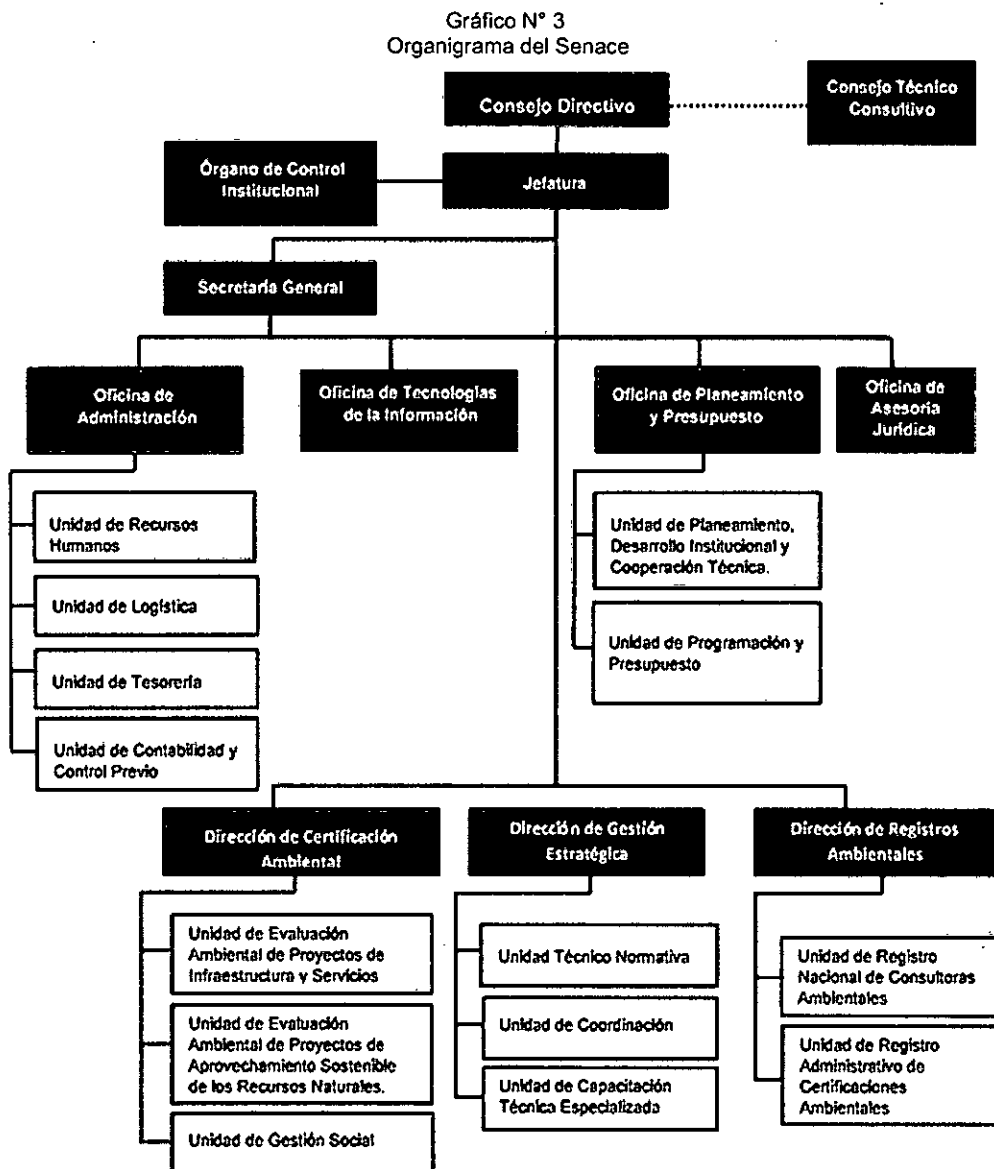 Gráfico N° 3
Organigrama del Senace
Consejo Directivo
Consejo Técnico
Consultivo
Órgano de Control
Institucional
Jefatura
Secretaría General
Oficina de
Administración
Oficina de Tecnologías
de la Información
Oficina de Planeamiento
y Presupuesto
Oficina de
Asesoría
Jurídica
Unidad de Recursos
Humanos
Unidad de Logística
Unidad de Tesorería
Unidad de Contabilidad y
Control Previo
Unidad de Planeamiento,
Desarrollo Institucional y
Cooperación Técnica.
Unidad de Programación y
Presupuesto
Dirección de Certificación
Ambiental
Dirección de Gestión
Estratégica
Dirección de Registros
Ambientales
Unidad de Evaluación
Ambiental de Proyectos de
Infraestructura y Servicios
Unidad de Evaluación
Ambiental de Proyectos de
Aprovechamiento Sostenible
de los Recursos Naturales.
Unidad de Gestión Social
Unidad Técnico Normativa
Unidad de Coordinación
Unidad de Capacitación
Técnica Especializada
Unidad de Registro
Nacional de Consultoras
Ambientales
Unidad de Registro
Administrativo de
Certificaciones
Ambientales